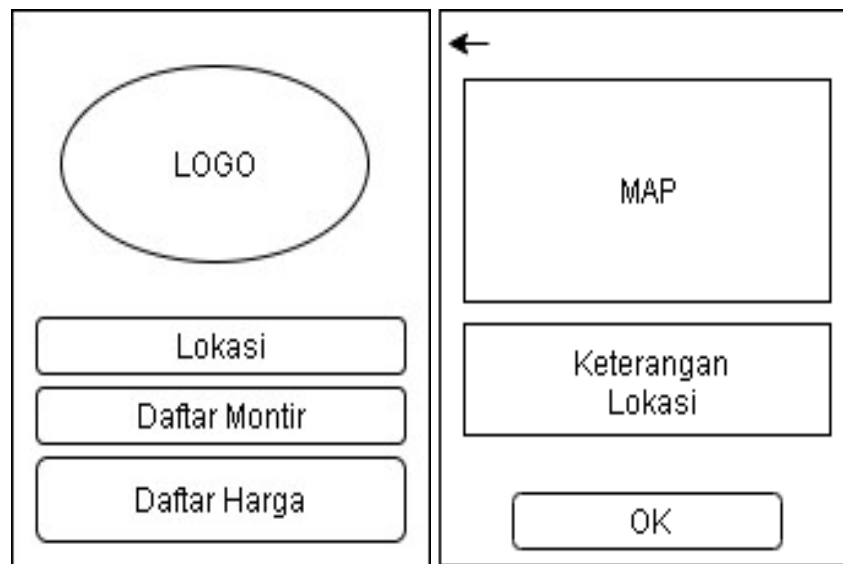 LOGO
Lokasi
Daftar Montir
Daftar Harga
MAP
Keterangan
Lokasi
OK